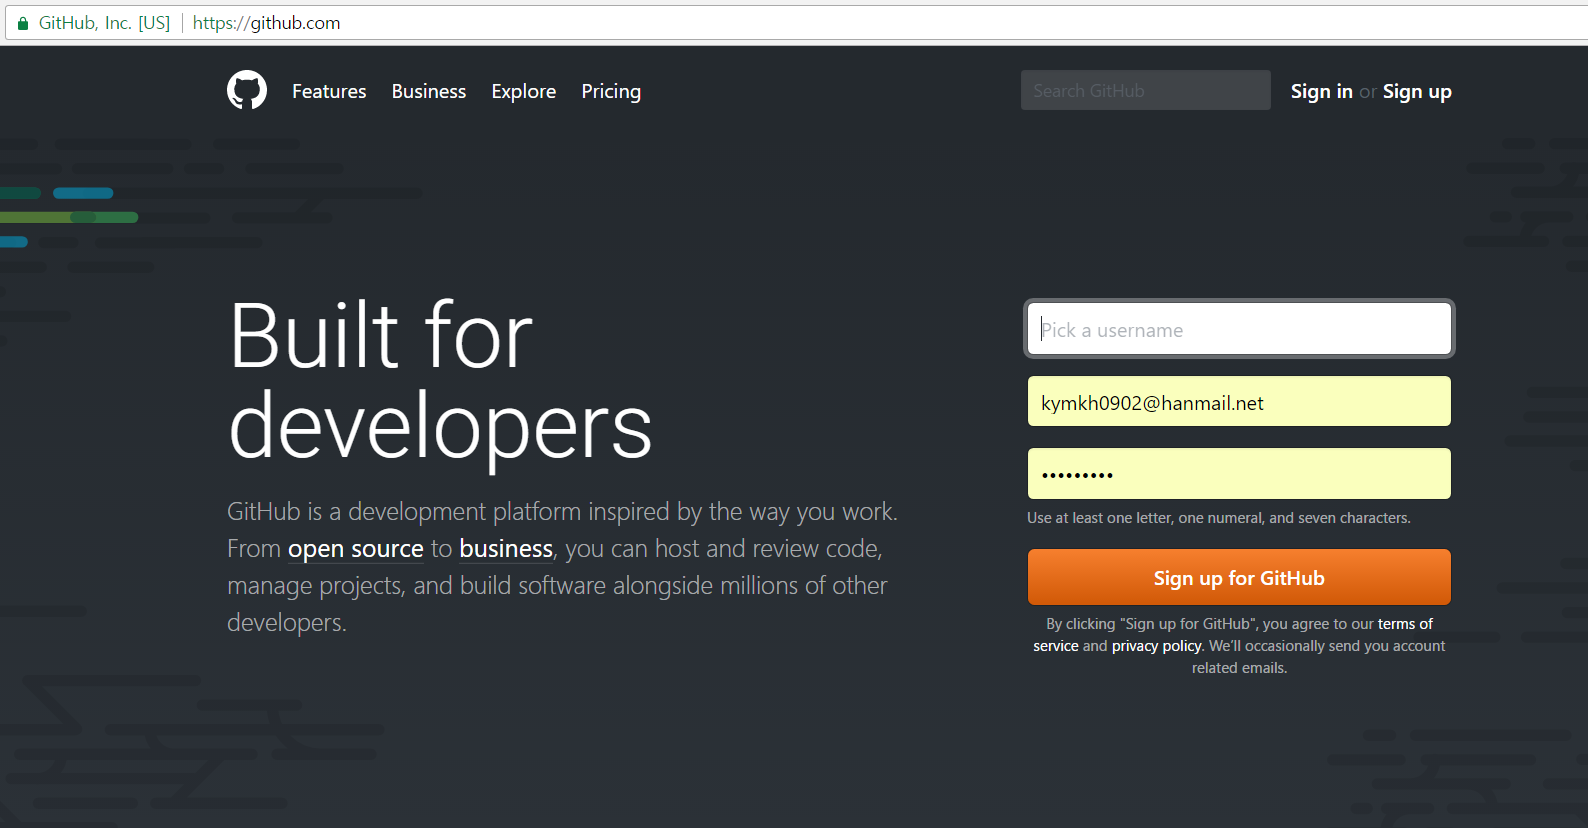 GitHub, Inc. [US] https://github.com
Features Business Explore Pricing Search GitHub Sign in or Sign up
Built for
developers
GitHub is a development platform inspired by the way you work.
From open source to business, you can host and review code,
manage projects, and build software alongside millions of other
developers.
Pick a username
kymkh0902@hanmail.net
•••••••••
Use at least one letter, one numeral, and seven characters.
Sign up for GitHub
By clicking "Sign up for GitHub", you agree to our terms of
service and privacy policy. We’ll occasionally send you account
related emails.